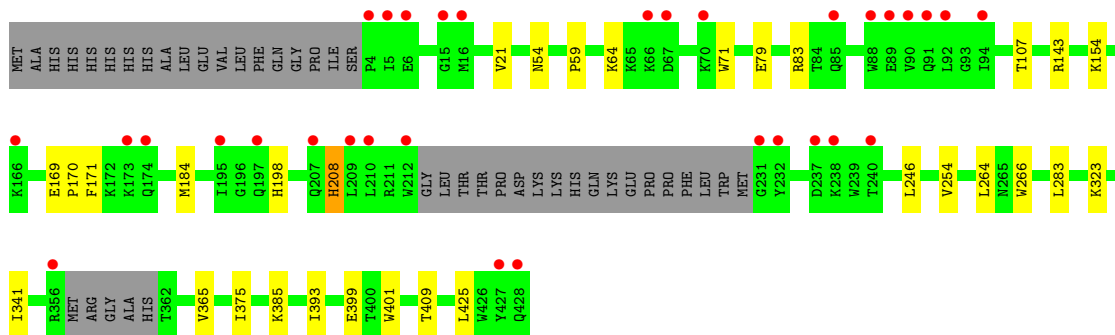 MET ALA HIS HIS HIS HIS HIS HIS ALA LEU GLU VAL LEU PHE GLN GLY PRO ILE SER P4 I5 E6 G15 M16 V21 N54 P59 K64 K65 K66 D67 K70 W71 E79 R83 T84 Q85 W88 E89 V90 Q91 L92 G93 I94 T107 R143 K154
K166 E169 P170 F171 K172 K173 Q174 M184 I195 G196 Q197 H198 Q207 H208 L209 L210 R211 W212 GLY LEU THR THR PRO ASP LYS LYS HIS GLN LYS GLU PRO PRO PHE LEU TRP MET G231 Y232 D237 K238 W239 T240 L246 V254 L264 N265 W266 L283 K323
I341 R356 MET ARG GLY ALA HIS T362 V365 I375 K385 I393 E399 T400 W401 T409 L425 W426 Y427 Q428